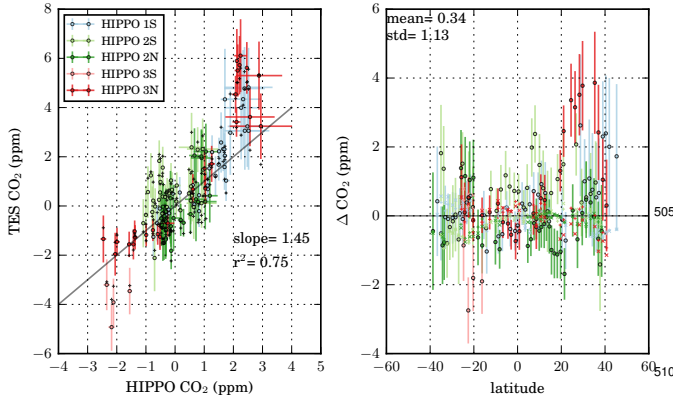 HIPPO 1S
HIPPO 2S
HIPPO 2N
HIPPO 3S
HIPPO 3N
slope= 1.45
r²= 0.75
TES CO₂ (ppm)
8
6
4
2
0
−2
−4
−6
−4 −3 −2 −1 0 1 2 3 4 5
HIPPO CO₂ (ppm)
mean= 0.34
std= 1.13
Δ CO₂ (ppm)
6
4
2
0
−2
−4
−60 −40 −20 0 20 40 60
latitude
505
510